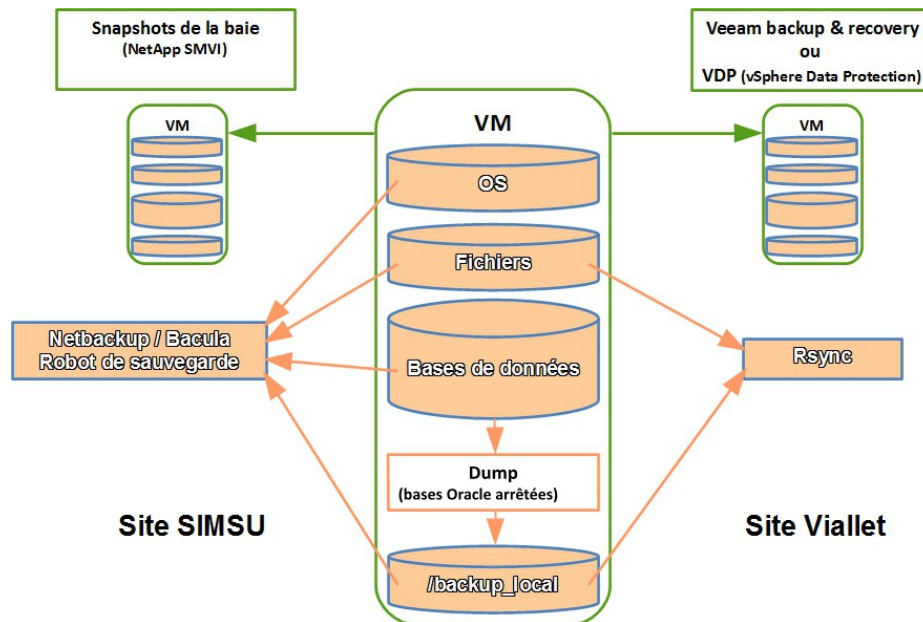 Snapshots de la baie
(NetApp SMVI)
Veeam backup & recovery
ou
VDP (vSphere Data Protection)
VM
VM
VM
OS
Fichiers
Netbackup / Bacula
Robot de sauvegarde
Bases de données
Rsync
Dump
(bases Oracle arrêtées)
Site SIMSU
Site Viallet
/backup_local